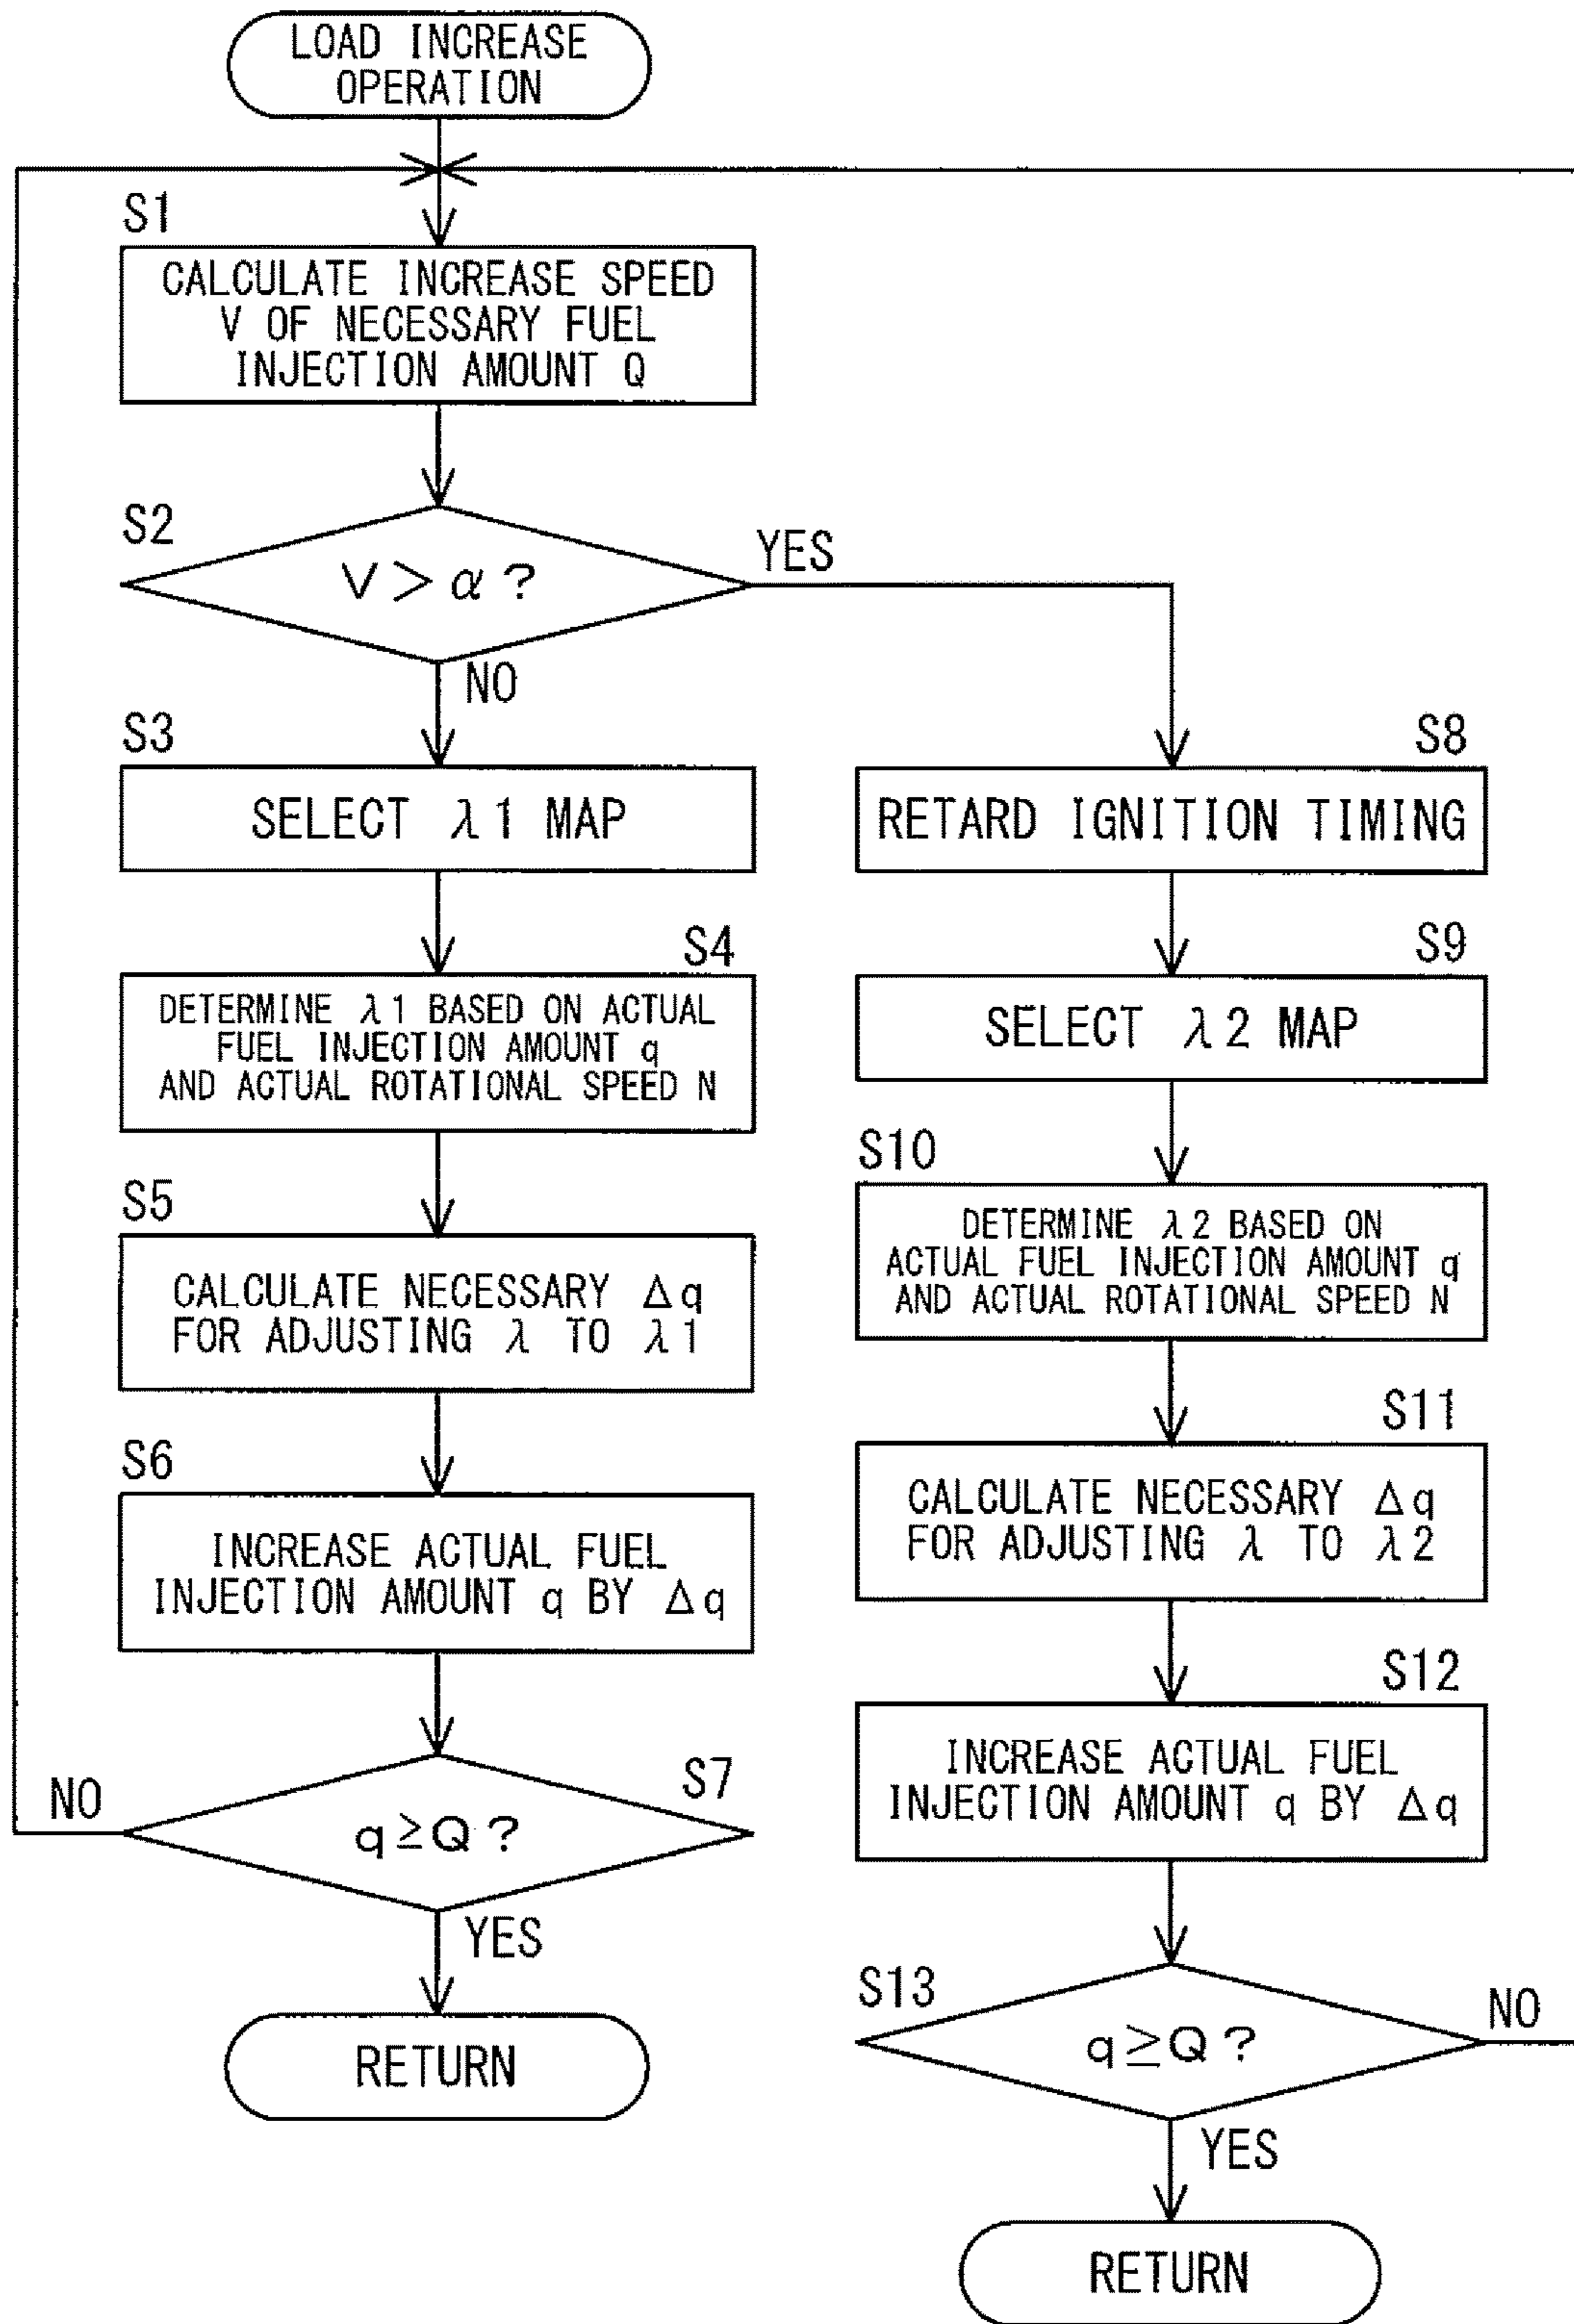 LOAD INCREASE
OPERATION
S1
CALCULATE INCREASE SPEED
V OF NECESSARY FUEL
INJECTION AMOUNT Q
S2
V > α ?
YES
NO
S3
SELECT λ1 MAP
S4
DETERMINE λ1 BASED ON ACTUAL
FUEL INJECTION AMOUNT q
AND ACTUAL ROTATIONAL SPEED N
S5
CALCULATE NECESSARY Δq
FOR ADJUSTING λ TO λ1
S6
INCREASE ACTUAL FUEL
INJECTION AMOUNT q BY Δq
S7
q ≥ Q ?
NO
YES
RETURN
S8
RETARD IGNITION TIMING
S9
SELECT λ2 MAP
S10
DETERMINE λ2 BASED ON
ACTUAL FUEL INJECTION AMOUNT q
AND ACTUAL ROTATIONAL SPEED N
S11
CALCULATE NECESSARY Δq
FOR ADJUSTING λ TO λ2
S12
INCREASE ACTUAL FUEL
INJECTION AMOUNT q BY Δq
S13
q ≥ Q ?
NO
YES
RETURN